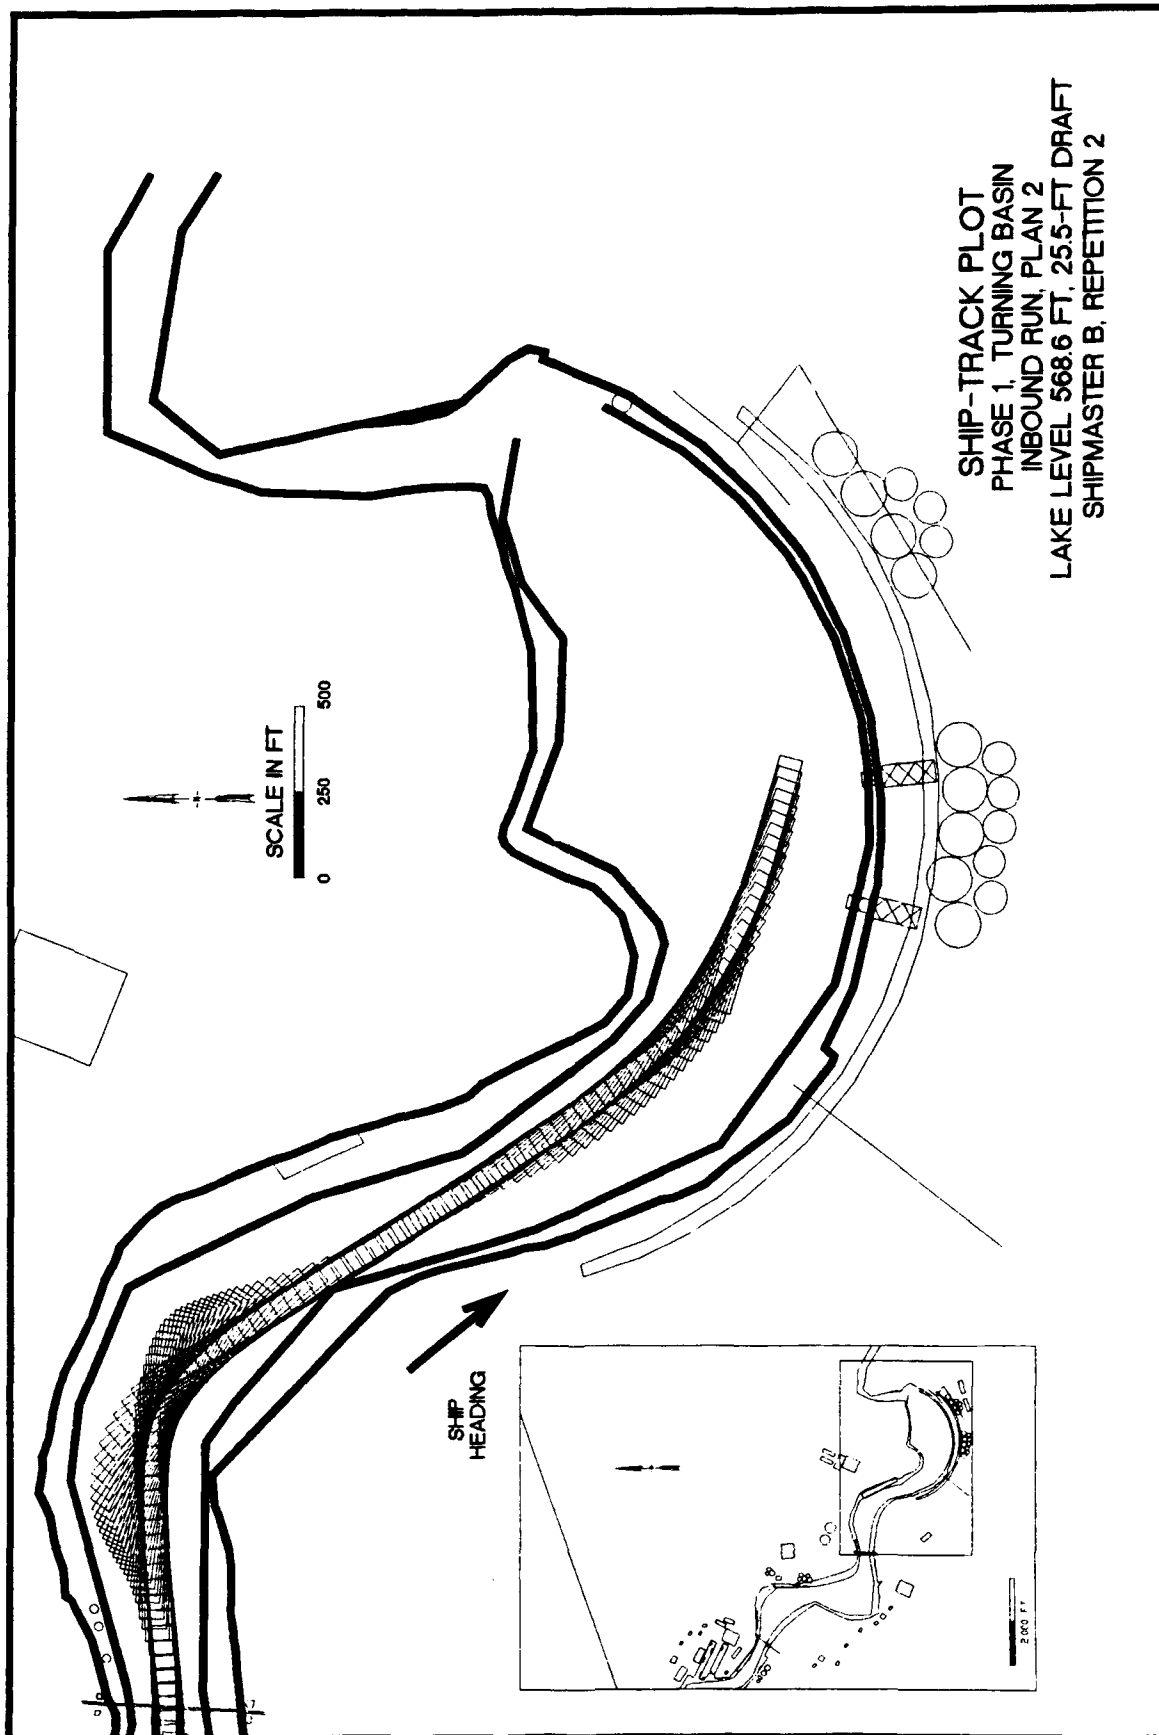 SHIP-TRACK PLOT
PHASE 1, TURNING BASIN
INBOUND RUN, PLAN 2
LAKE LEVEL 568.6 FT, 25.5-FT DRAFT
SHIPMASTER B, REPETITION 2
SCALE IN FT
0 250 500
SHIP
HEADING
2000 FT